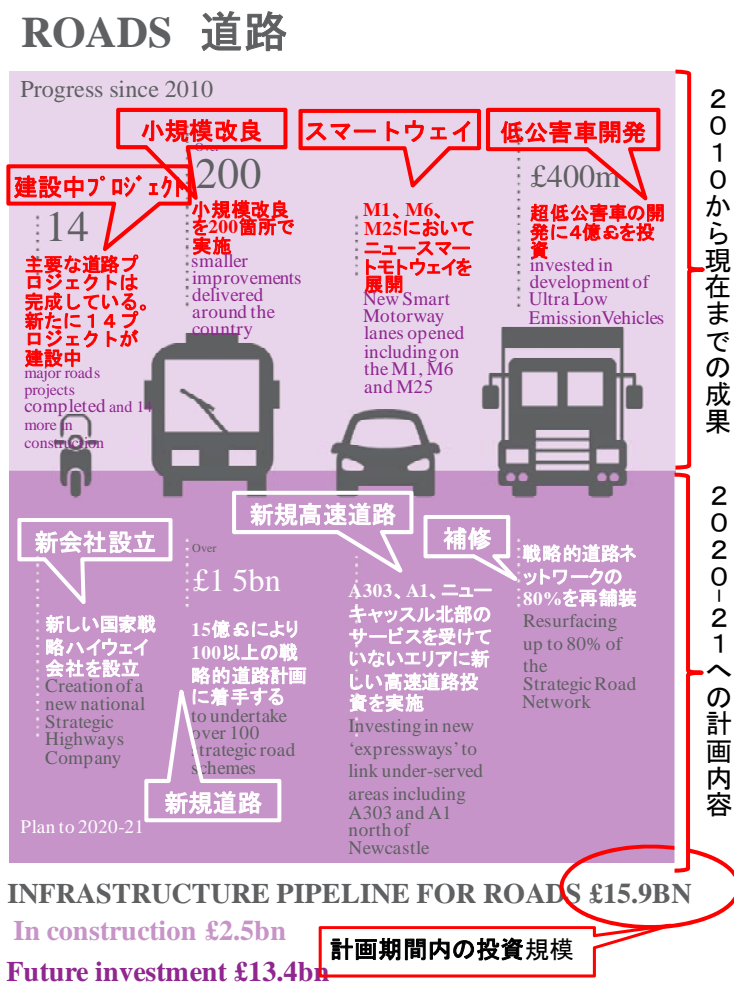 ROADS 道路
Progress since 2010
建設中プロジェクト
14
主要な道路プ
ロジェクトは
完成している。
新たに１４プ
ロジェクトが
建設中
major roads
projects
completed and 14
more in
construction
小規模改良
Over
200
小規模改良
を200箇所で
実施
smaller
improvements
delivered
around the
country
スマートウェイ
M1、M6、
M25において
ニュースマー
トモトウェイを
展開
New Smart
Motorway
lanes opened
including on
the M1, M6
and M25
低公害車開発
£400m
超低公害車の開
発に４億£を投
資
invested in
development of
Ultra Low
EmissionVehicles
２０１０から現在までの成果
新会社設立
新しい国家戦
略ハイウェイ
会社を設立
Creation of a
new national
Strategic
Highways
Company
Over
£1 5bn
15億£により
100以上の戦
略的道路計画
に着手する
to undertake
over 100
strategic road
schemes
新規道路
新規高速道路
A303、A1、ニュー
キャッスル北部の
サービスを受けて
いないエリアに新
しい高速道路投
資を実施
Investing in new
‘expressways’ to
link under-served
areas including
A303 and A1
north of
Newcastle
補修
戦略的道路ネ
ットワークの
80%を再舗装
Resurfacing
up to 80% of
the
Strategic Road
Network
Plan to 2020-21
２０２０-２１への計画内容
INFRASTRUCTURE PIPELINE FOR ROADS £15.9BN
In construction £2.5bn
Future investment £13.4bn
計画期間内の投資規模